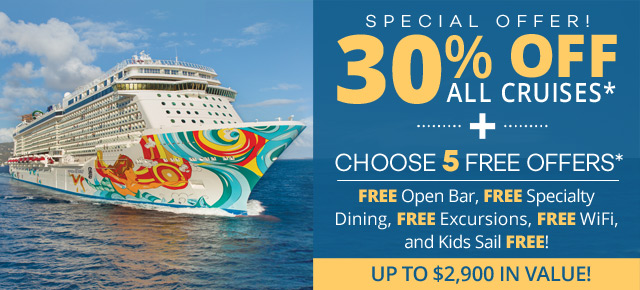 SPECIAL OFFER!
30% OFF
ALL CRUISES*
+
CHOOSE 5 FREE OFFERS*
FREE Open Bar, FREE Specialty
Dining, FREE Excursions, FREE WiFi,
and Kids Sail FREE!
UP TO $2,900 IN VALUE!